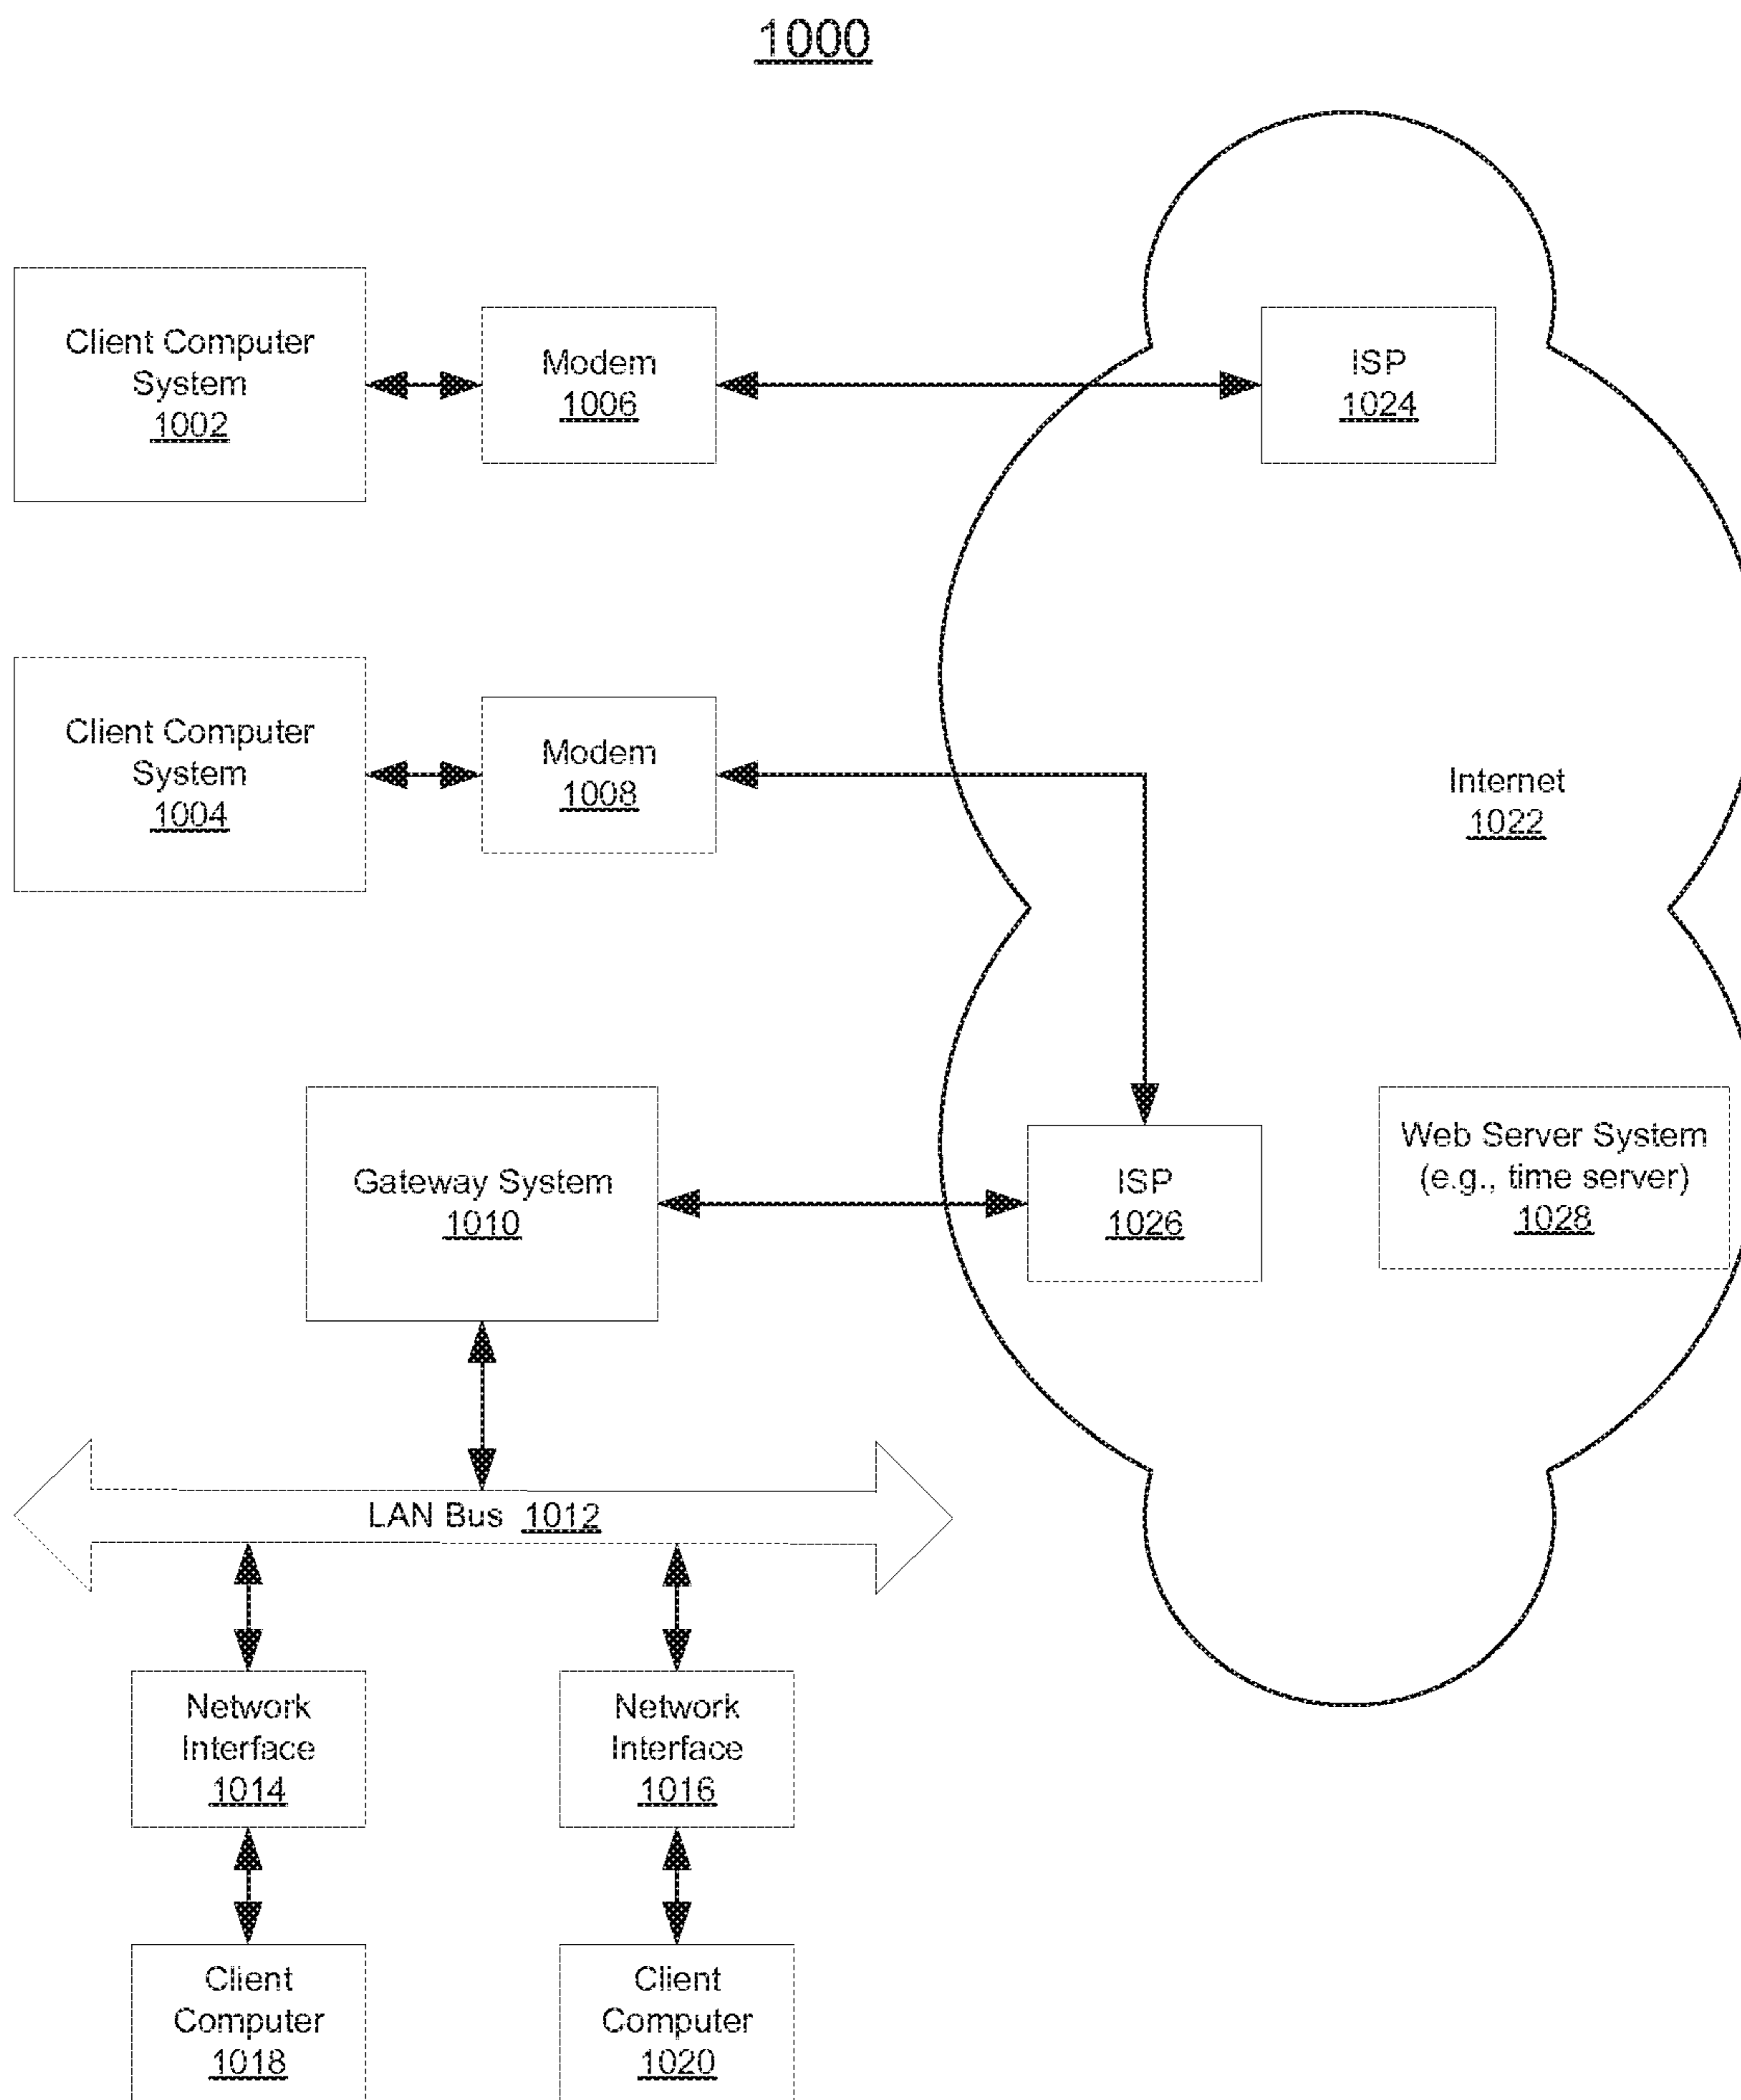 1000
Client Computer
System
1002
Modem
1006
ISP
1024
Client Computer
System
1004
Modem
1008
Internet
1022
Gateway System
1010
ISP
1026
Web Server System
(e.g., time server)
1028
LAN Bus 1012
Network
Interface
1014
Network
Interface
1016
Client
Computer
1018
Client
Computer
1020